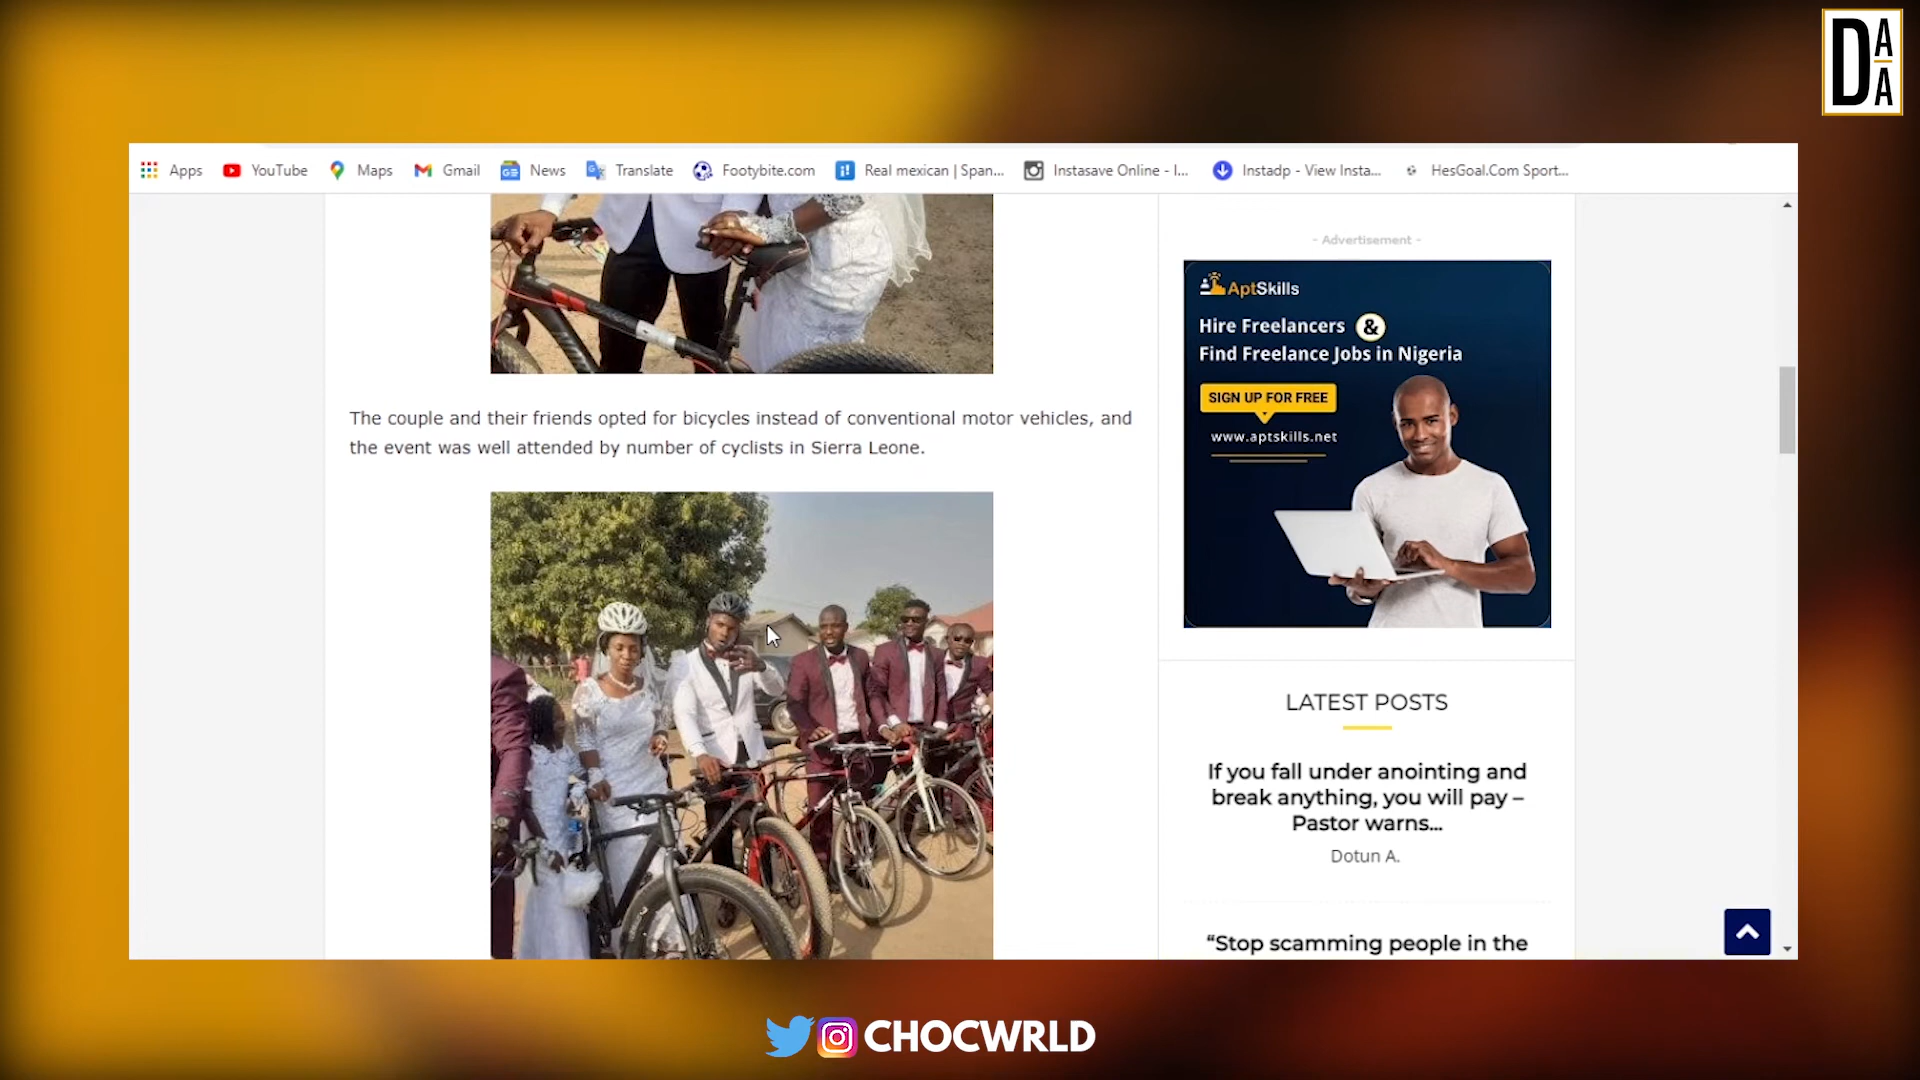 D A A
Apps YouTube Maps Gmail News Translate Footybite.com Real mexican | Span... Instasave Online - I... Instadp - View Insta... HesGoal.Com Sport...
The couple and their friends opted for bicycles instead of conventional motor vehicles, and
the event was well attended by number of cyclists in Sierra Leone.
- Advertisement -
AptSkills
Hire Freelancers &
Find Freelance Jobs in Nigeria
SIGN UP FOR FREE
www.aptskills.net
LATEST POSTS
If you fall under anointing and
break anything, you will pay –
Pastor warns...
Dotun A.
“Stop scamming people in the
CHOCWRLD